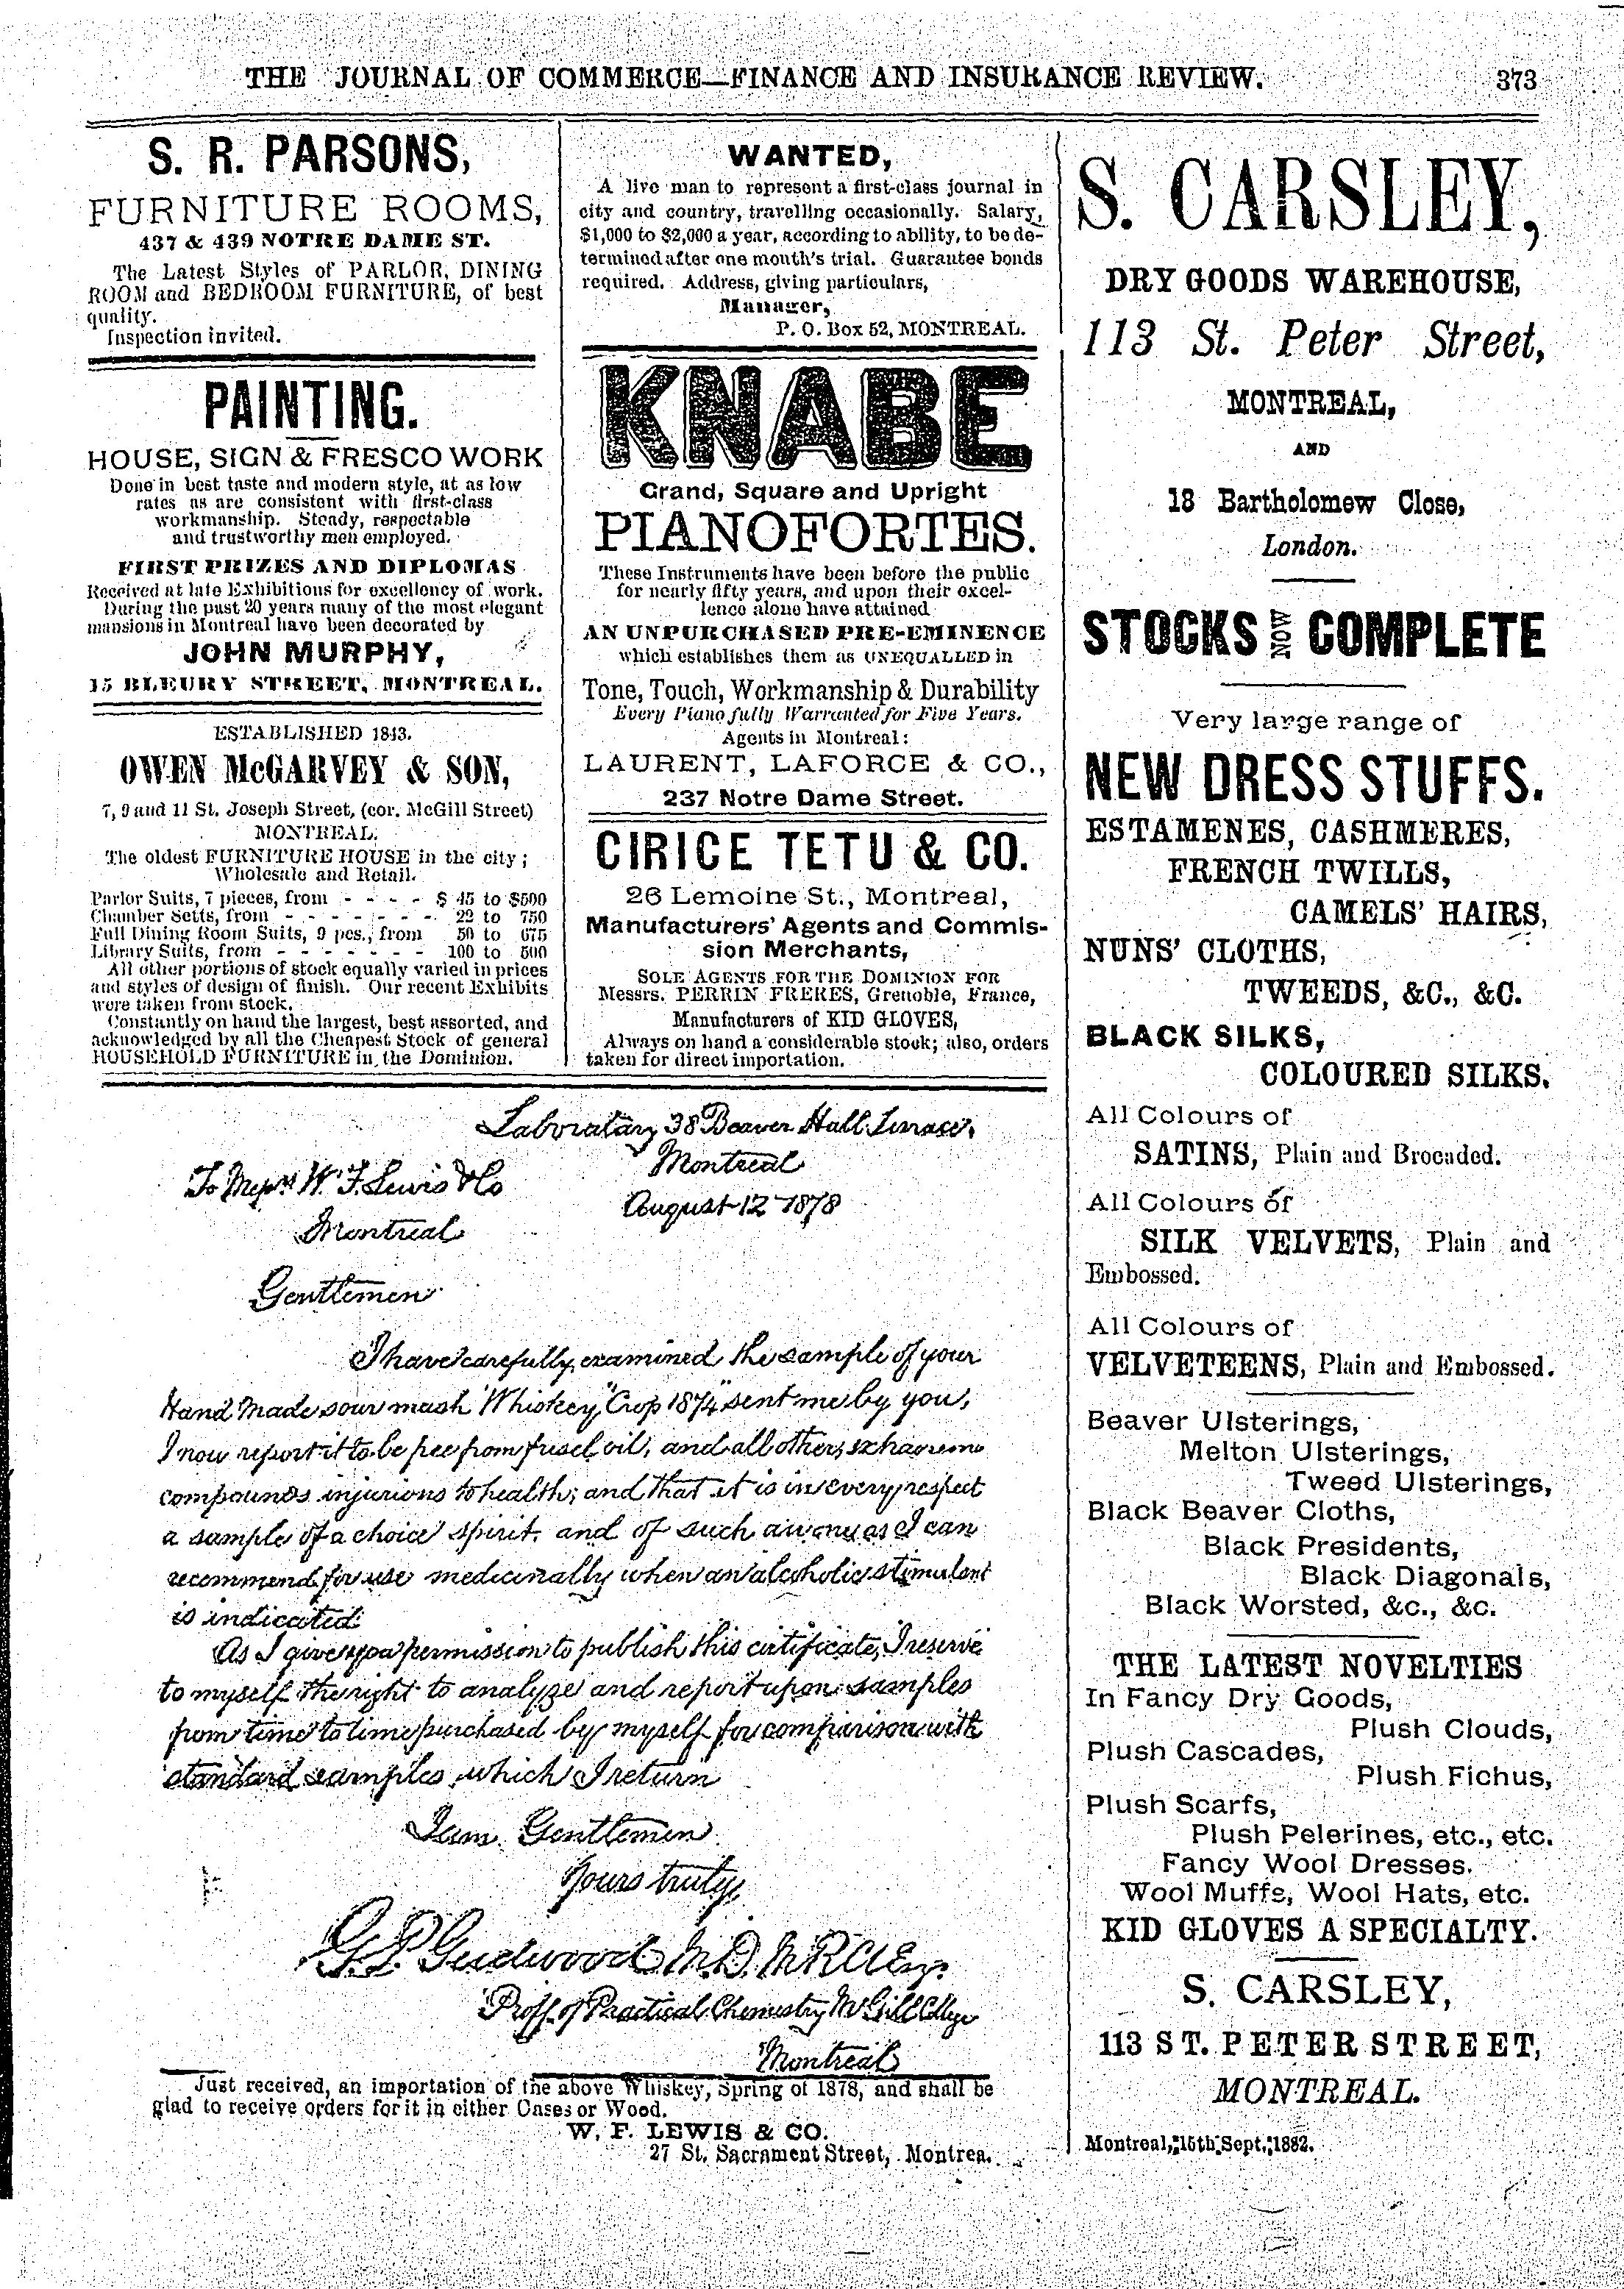 THE JOURNAL OF COMMERCE—FINANCE AND INSURANCE REVIEW. 373
S. R. PARSONS,
FURNITURE ROOMS,
437 & 439 NOTRE DAME ST.
The Latest Styles of PARLOR, DINING
ROOM and BEDROOM FURNITURE, of best
quality.
Inspection invited.
PAINTING.
HOUSE, SIGN & FRESCO WORK
Done in best taste and modern style, at as low
rates as are consistent with first-class
workmanship. Steady, respectable
and trustworthy men employed.
FIRST PRIZES AND DIPLOMAS
Received at late Exhibitions for excellency of work.
During the past 20 years many of the most elegant
mansions in Montreal have been decorated by
JOHN MURPHY,
15 BLEURY STREET, MONTREAL.
ESTABLISHED 1843.
OWEN McGARVEY & SON,
7, 9 and 11 St. Joseph Street, (cor. McGill Street)
MONTREAL.
The oldest FURNITURE HOUSE in the city;
Wholesale and Retail.
Parlor Suits, 7 pieces, from - - - - $ 45 to $500
Chamber Setts, from - - - - - - - 22 to 750
Full Dining Room Suits, 9 pcs., from 50 to 675
Library Suits, from - - - - - - - 100 to 500
All other portions of stock equally varied in prices
and styles of design of finish. Our recent Exhibits
were taken from stock.
Constantly on hand the largest, best assorted, and
acknowledged by all the Cheapest Stock of general
HOUSEHOLD FURNITURE in the Dominion.
WANTED,
A live man to represent a first-class journal in
city and country, travelling occasionally. Salary,
$1,000 to $2,000 a year, according to ability, to be de-
termined after one month's trial. Guarantee bonds
required. Address, giving particulars,
Manager,
P. O. Box 52, MONTREAL.
KNABE
Grand, Square and Upright
PIANOFORTES.
These Instruments have been before the public
for nearly fifty years, and upon their excel-
lence alone have attained
AN UNPURCHASED PRE-EMINENCE
which establishes them as UNEQUALLED in
Tone, Touch, Workmanship & Durability
Every Piano fully Warranted for Five Years.
Agents in Montreal:
LAURENT, LAFORCE & CO.,
237 Notre Dame Street.
CIRICE TETU & CO.
26 Lemoine St., Montreal,
Manufacturers' Agents and Commis-
sion Merchants,
SOLE AGENTS FOR THE DOMINION FOR
Messrs. PERRIN FRERES, Grenoble, France,
Manufacturers of KID GLOVES,
Always on hand a considerable stock; also, orders
taken for direct importation.
Laboratary 38 Beaver Hall Terrace,
Montreal
August 12 1878
To Messrs W. F. Lewis & Co
Montreal
Gentlemen
I have carefully examined the sample of your
Hand Made sour mash Whiskey "Crop 1874" sent me by you,
I now report it to be free from fusel oil, and all other
compounds injurious to health; and that it is in every respect
a sample of a choice spirit, and of such as I can
recommend for use medicinally when an alcoholic stimulant
is indicated
As I give you permission to publish this certificate, I reserve
to myself the right to analyze and report upon samples
from time to time purchased by myself for comparison with
standard samples which I return
I am Gentlemen
Yours truly
G. P. Girdwood M.D. M.R.C.S. Eng.
Proff. of Practical Chemistry McGill College
Montreal
Just received, an importation of the above Whiskey, Spring of 1878, and shall be
glad to receive orders for it in either Cases or Wood.
W. F. LEWIS & CO.
27 St. Sacrament Street, Montrea.
S. CARSLEY,
DRY GOODS WAREHOUSE,
113 St. Peter Street,
MONTREAL,
AND
18 Bartholomew Close,
London.
STOCKS NOW COMPLETE
Very large range of
NEW DRESS STUFFS.
ESTAMENES, CASHMERES,
FRENCH TWILLS,
CAMELS' HAIRS,
NUNS' CLOTHS,
TWEEDS, &C., &C.
BLACK SILKS,
COLOURED SILKS.
All Colours of
SATINS, Plain and Brocaded.
All Colours of
SILK VELVETS, Plain and
Embossed.
All Colours of
VELVETEENS, Plain and Embossed.
Beaver Ulsterings,
Melton Ulsterings,
Tweed Ulsterings,
Black Beaver Cloths,
Black Presidents,
Black Diagonals,
Black Worsted, &c., &c.
THE LATEST NOVELTIES
In Fancy Dry Goods,
Plush Clouds,
Plush Cascades,
Plush Fichus,
Plush Scarfs,
Plush Pelerines, etc., etc.
Fancy Wool Dresses.
Wool Muffs, Wool Hats, etc.
KID GLOVES A SPECIALTY.
S. CARSLEY,
113 ST. PETER STREET,
MONTREAL.
Montreal, 15th Sept., 1882.